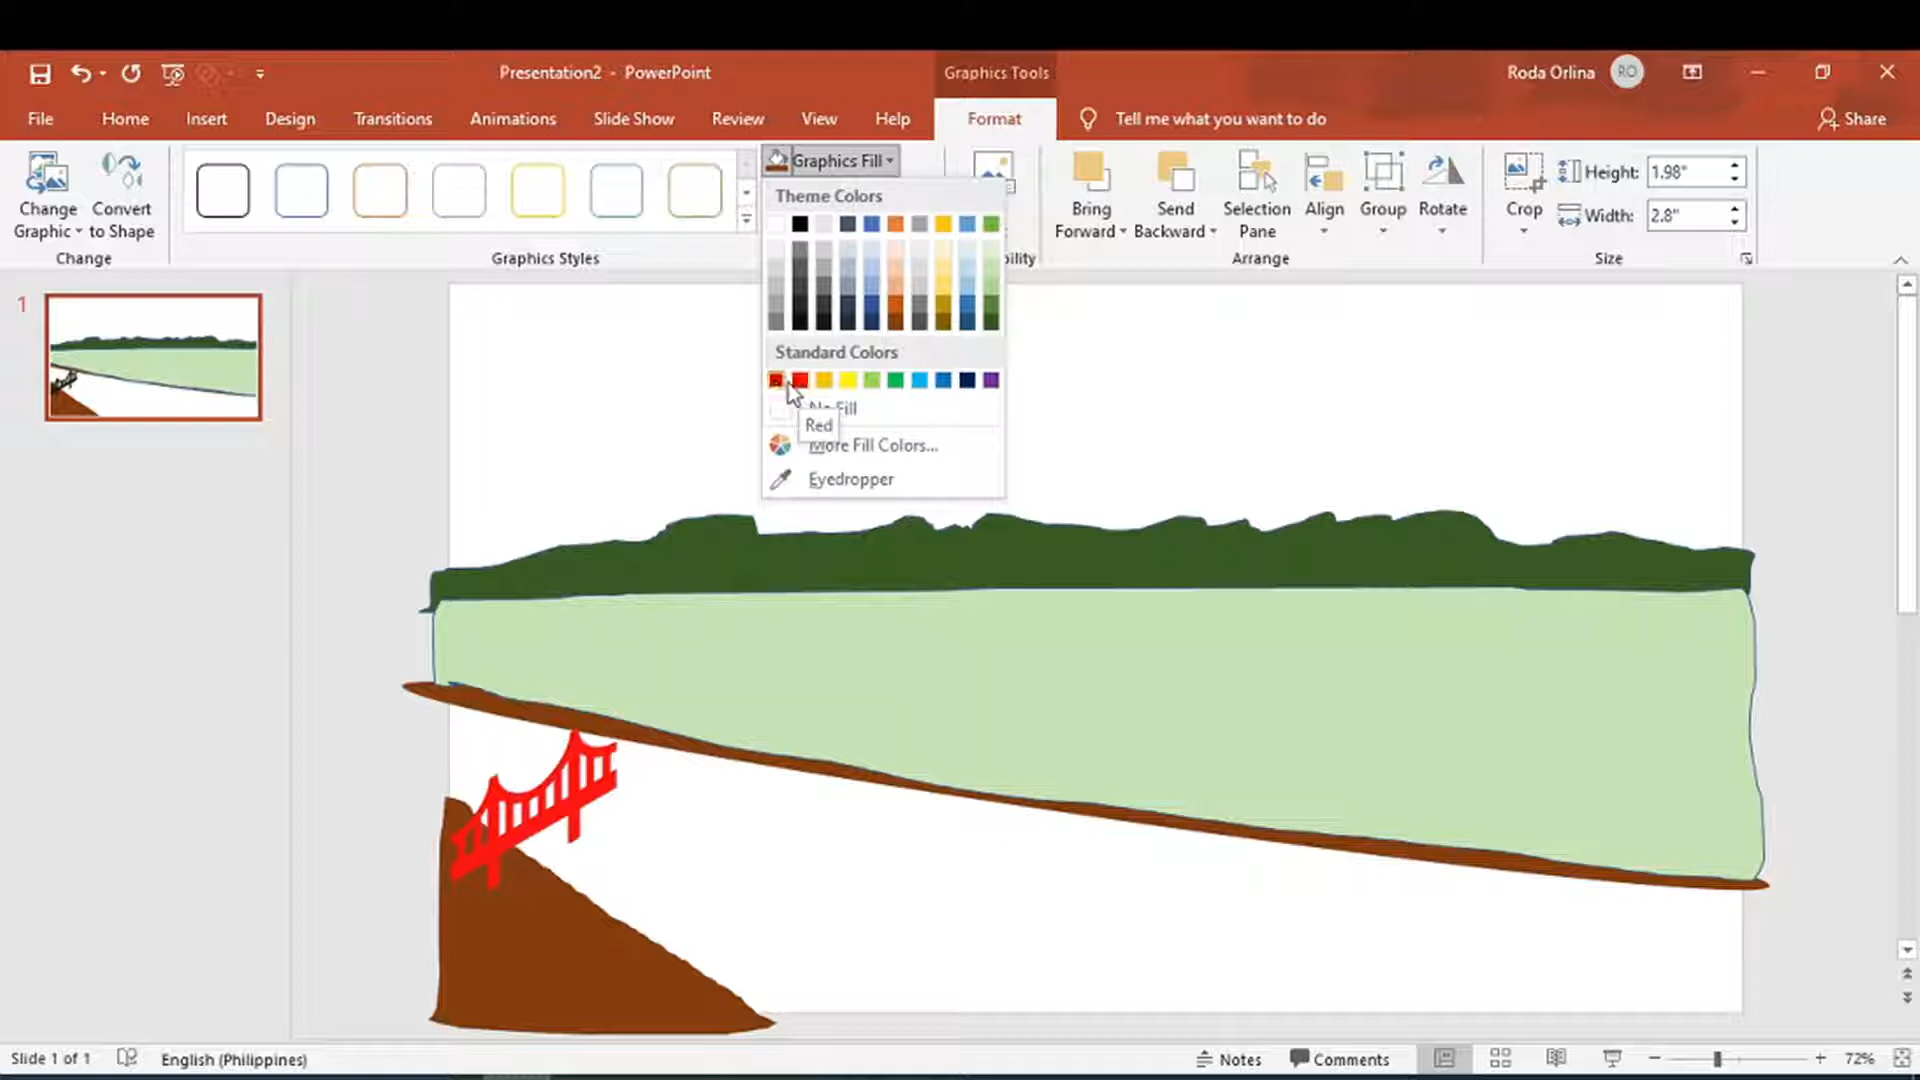 Presentation2 - PowerPoint
Graphics Tools
Roda Orlina
RO
File
Home
Insert
Design
Transitions
Animations
Slide Show
Review
View
Help
Format
Tell me what you want to do
Share
Change
Graphic
Convert
to Shape
Change
Graphics Styles
Graphics Fill
Theme Colors
Standard Colors
No Fill
Red
More Fill Colors...
Eyedropper
Bring
Forward
Send
Backward
Selection
Pane
Align
Group
Rotate
Arrange
Crop
Height: 1.98"
Width: 2.8"
Size
1
Slide 1 of 1
English (Philippines)
Notes
Comments
72%